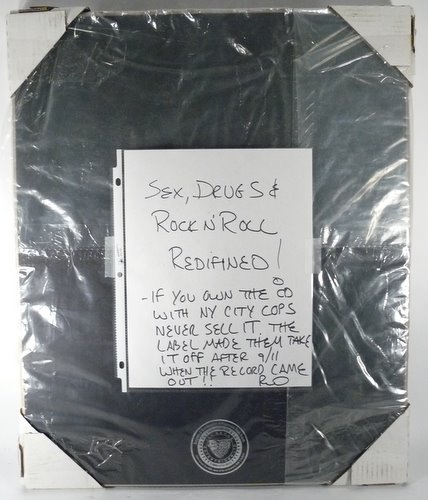 SEX, DRUGS &
ROCK N' ROLL
REDIFINED!
- IF YOU OWN THE CD
WITH NY CITY COPS
NEVER SELL IT. THE
LABEL MADE THEM TAKE
IT OFF AFTER 9/11
WHEN THE RECORD CAME
OUT!! RO